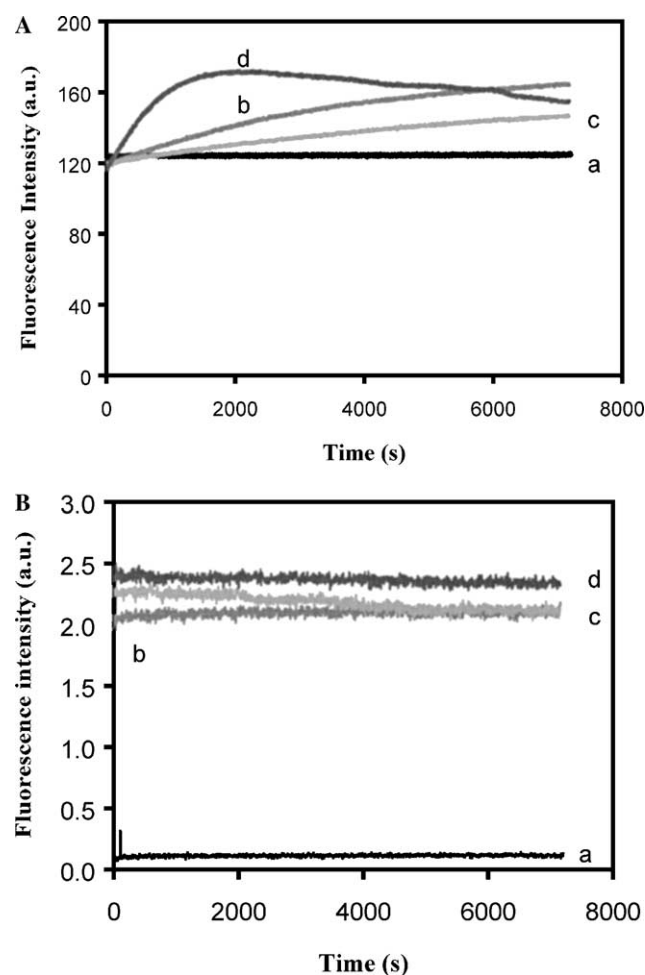 A
200
160
120
80
40
0
d
b
c
a
0 2000 4000 6000 8000
Fluorescence Intensity (a.u.)
Time (s)
B
3.0
2.5
2.0
1.5
1.0
0.5
0.0
d
c
b
a
0 2000 4000 6000 8000
Fluorescence intensity (a.u.)
Time (s)